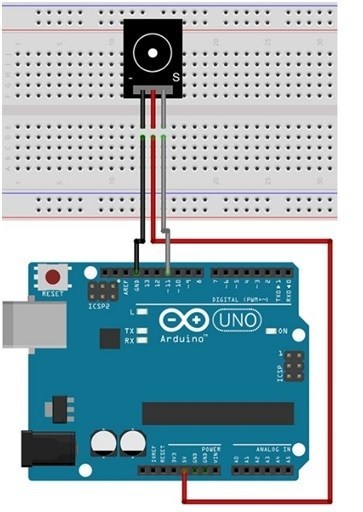 -
S
AREF
GND
13
12
~11
~10
~9
8
7
~6
~5
4
~3
2
TX▸1
RX◂0
RESET
ICSP2
DIGITAL (PWM~)
L
TX
RX
UNO
ON
Arduino™
1
ICSP
IOREF
RESET
3V3
5V
GND
GND
VIN
POWER
ANALOG IN
A0
A1
A2
A3
A4
A5